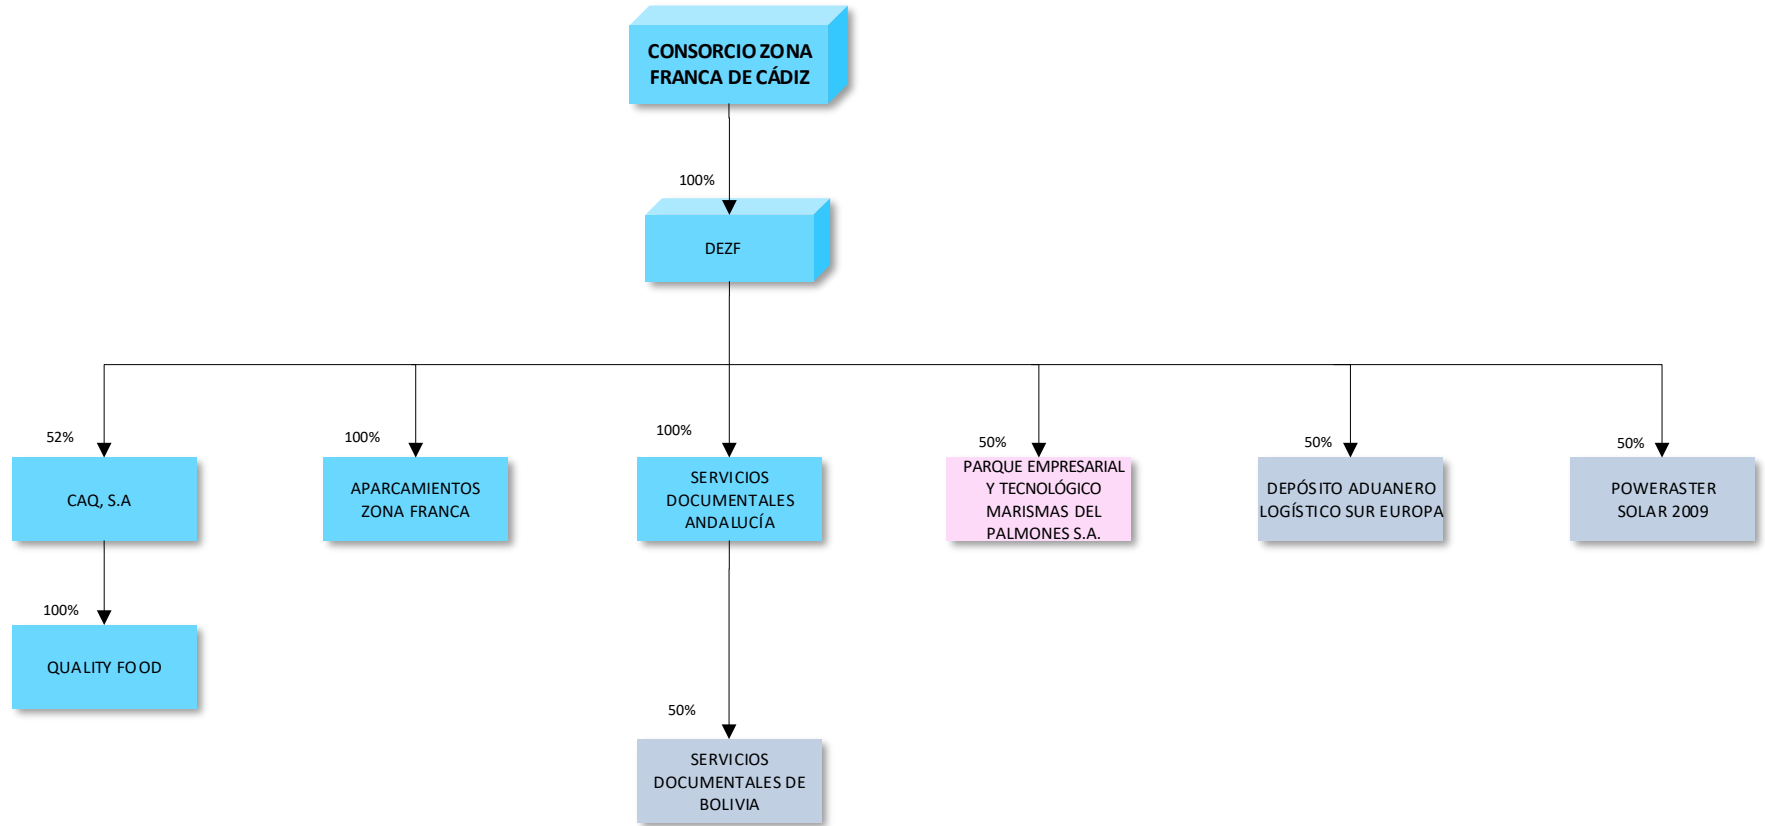 CONSORCIO ZONA
FRANCA DE CÁDIZ
100%
DEZF
52%
100%
100%
50%
50%
50%
CAQ, S.A
APARCAMIENTOS
ZONA FRANCA
SERVICIOS
DOCUMENTALES
ANDALUCÍA
PARQUE EMPRESARIAL
Y TECNOLÓGICO
MARISMAS DEL
PALMONES S.A.
DEPÓSITO ADUANERO
LOGÍSTICO SUR EUROPA
POWERASTER
SOLAR 2009
100%
QUALITY FOOD
50%
SERVICIOS
DOCUMENTALES DE
BOLIVIA